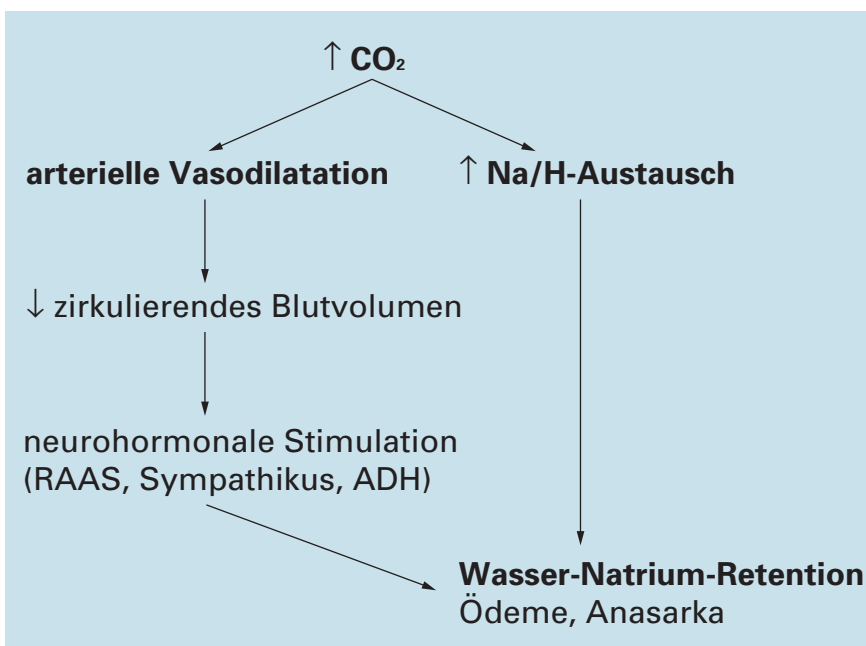 ↑ CO₂
arterielle Vasodilatation
↑ Na/H-Austausch
↓ zirkulierendes Blutvolumen
neurohormonale Stimulation
(RAAS, Sympathikus, ADH)
Wasser-Natrium-Retention
Ödeme, Anasarka